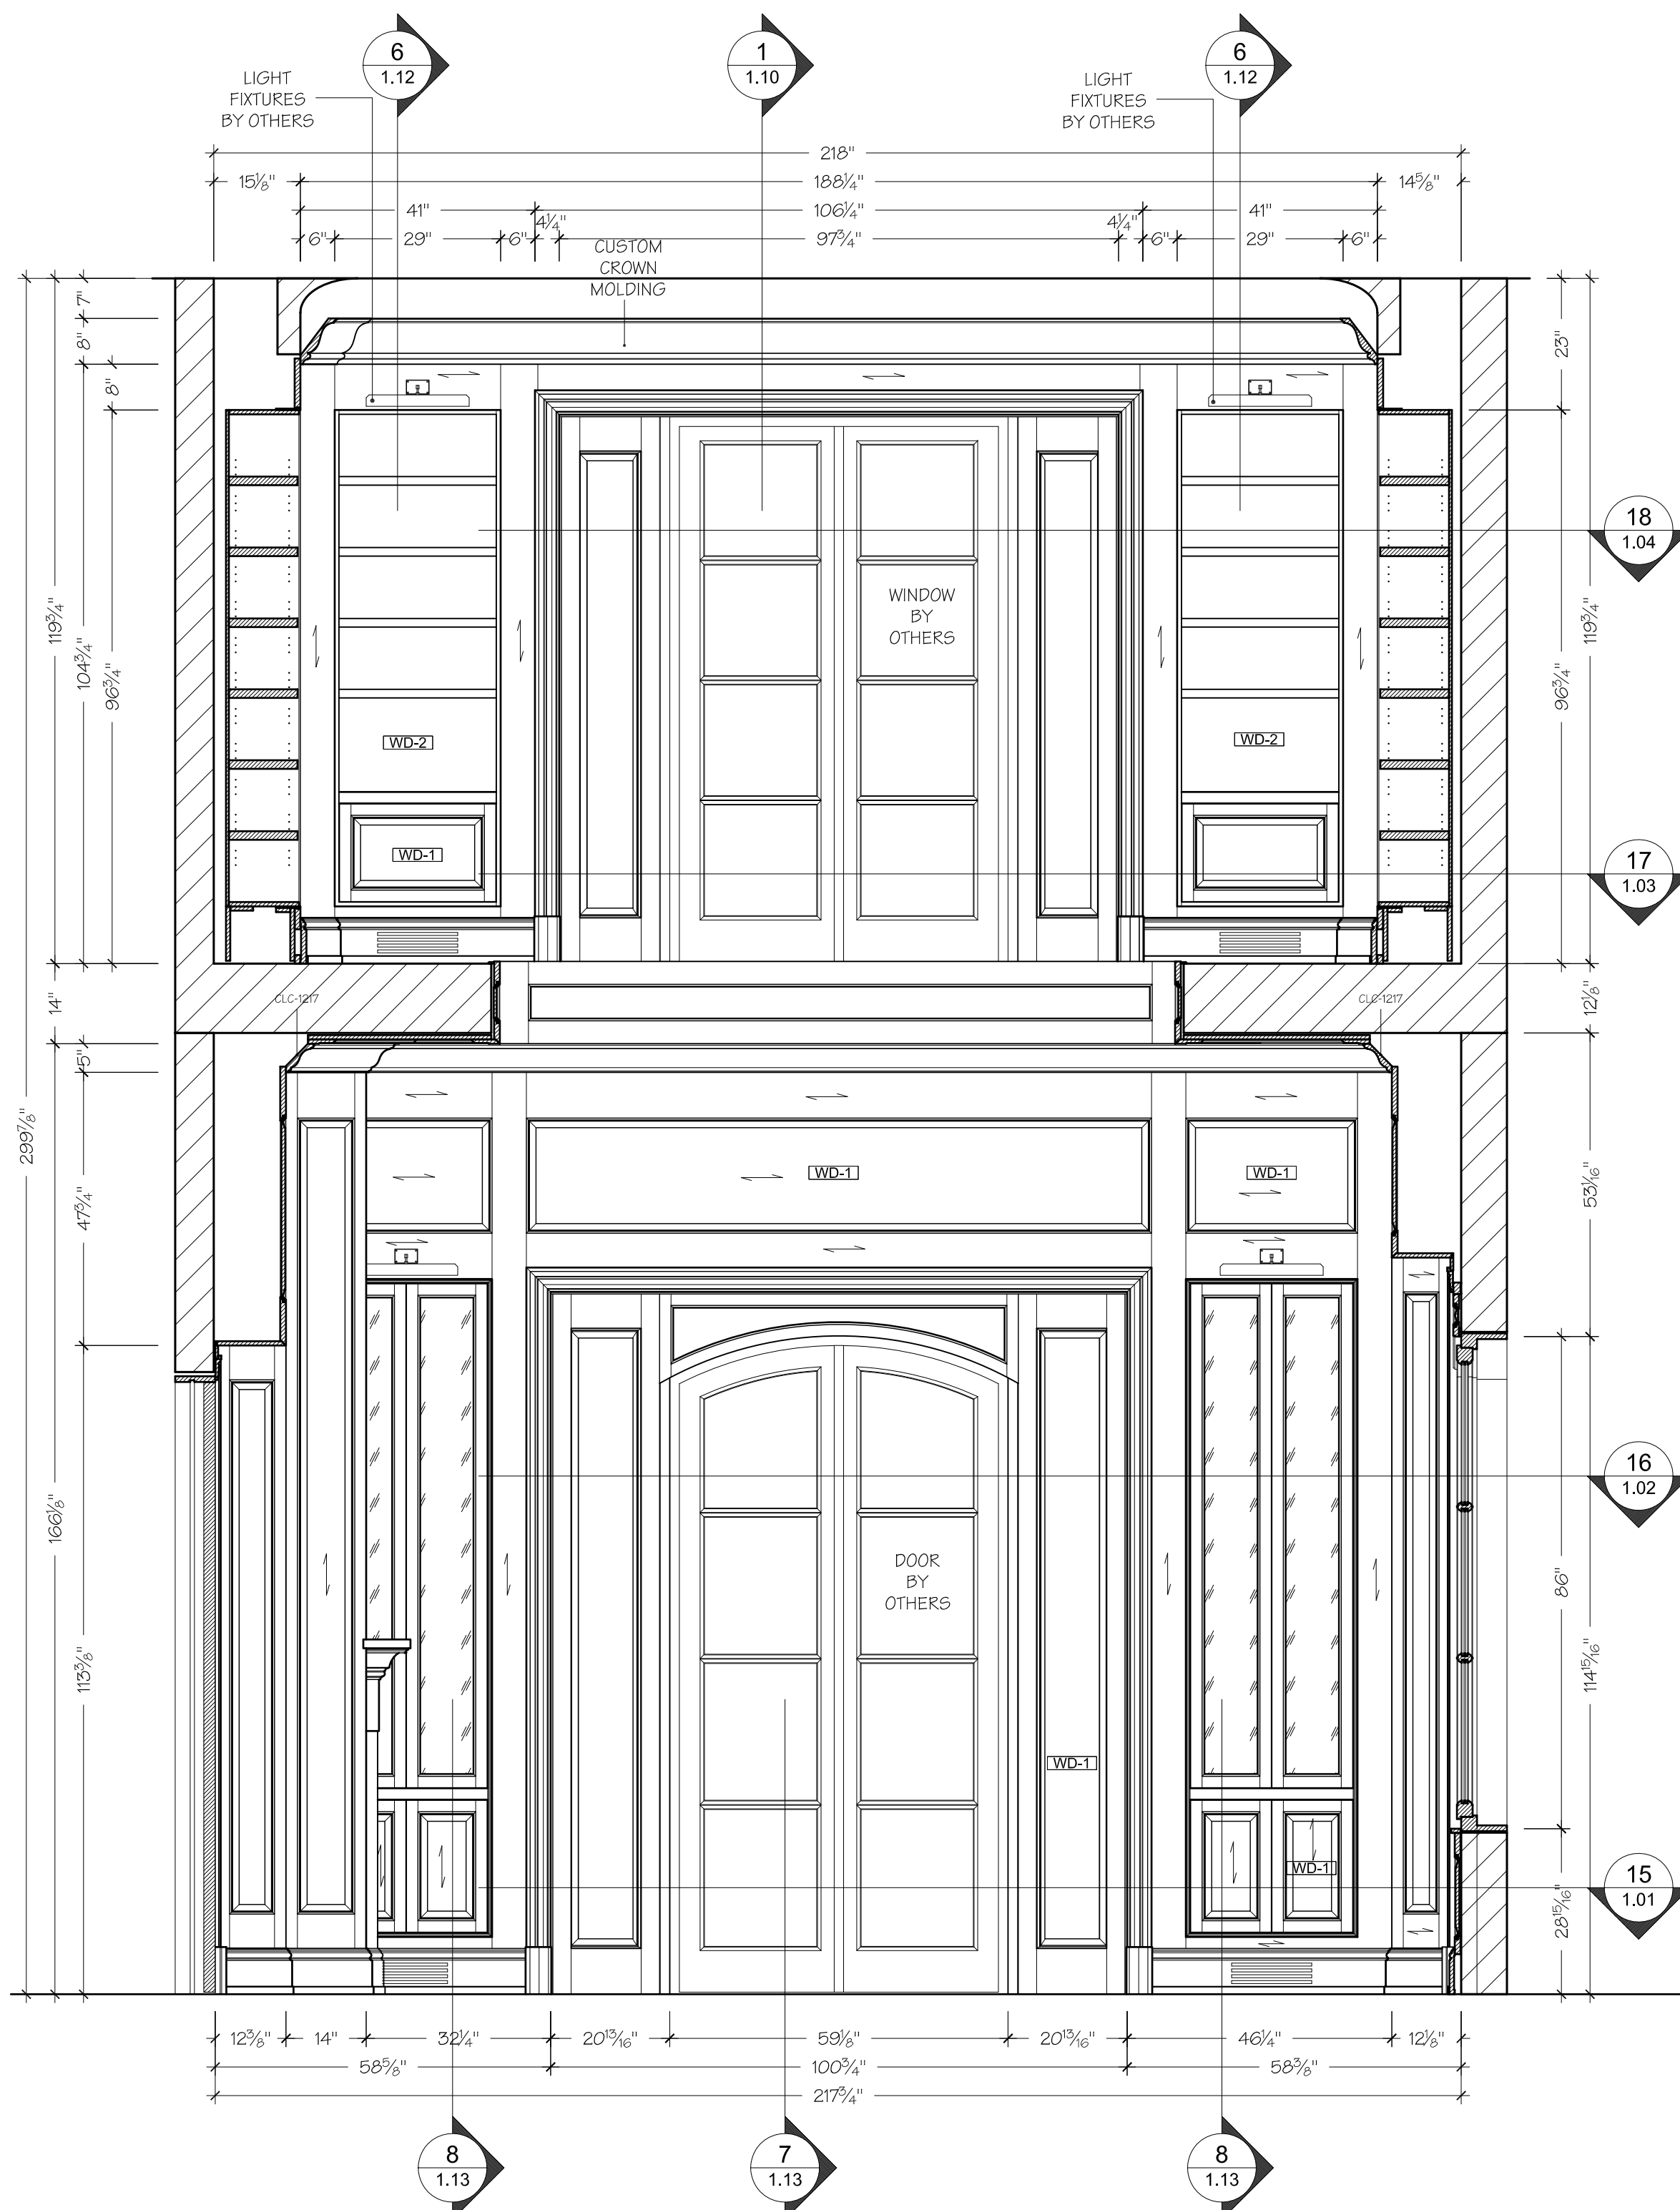 6
1.12
1
1.10
6
1.12
LIGHT
FIXTURES
BY OTHERS
LIGHT
FIXTURES
BY OTHERS
218"
15⅛"
188¼"
14⅝"
41"
106¼"
41"
4¼"
4¼"
6"
29"
6"
97¾"
6"
29"
6"
CUSTOM
CROWN
MOLDING
7"
8"
8"
23"
18
1.04
WINDOW
BY
OTHERS
119¾"
104¾"
96¾"
96¾"
119¾"
WD-2
WD-2
WD-1
17
1.03
14"
CLC-1217
CLC-1217
12⅛"
5"
299⅞"
47¾"
WD-1
WD-1
53⅟₁₆"
16
1.02
166⅛"
DOOR
BY
OTHERS
86"
113⅜"
114¹⁵⁄₁₆"
WD-1
WD-1
15
1.01
28¹⁵⁄₁₆"
12⅜"
14"
32¼"
20¹³⁄₁₆"
59⅛"
20¹³⁄₁₆"
46¼"
12⅛"
58⅝"
100¾"
58⅜"
217¾"
8
1.13
7
1.13
8
1.13